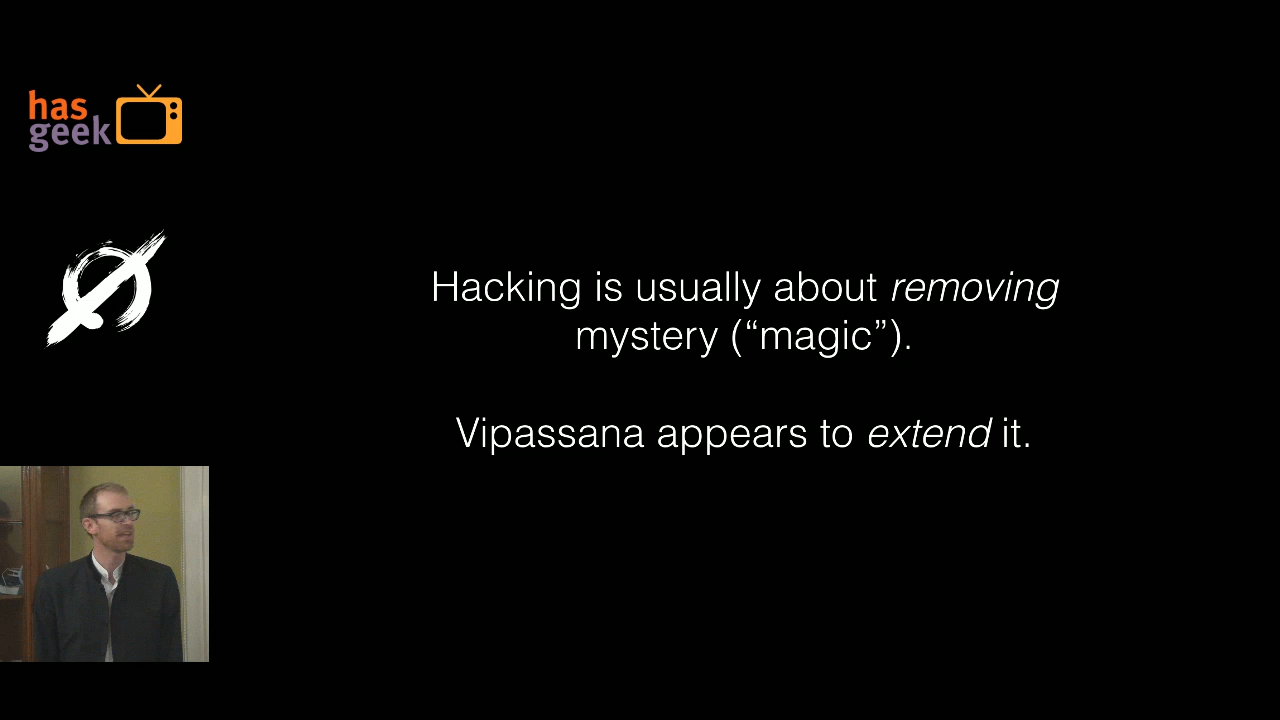 has
geek
Hacking is usually about removing
mystery (“magic”).
Vipassana appears to extend it.